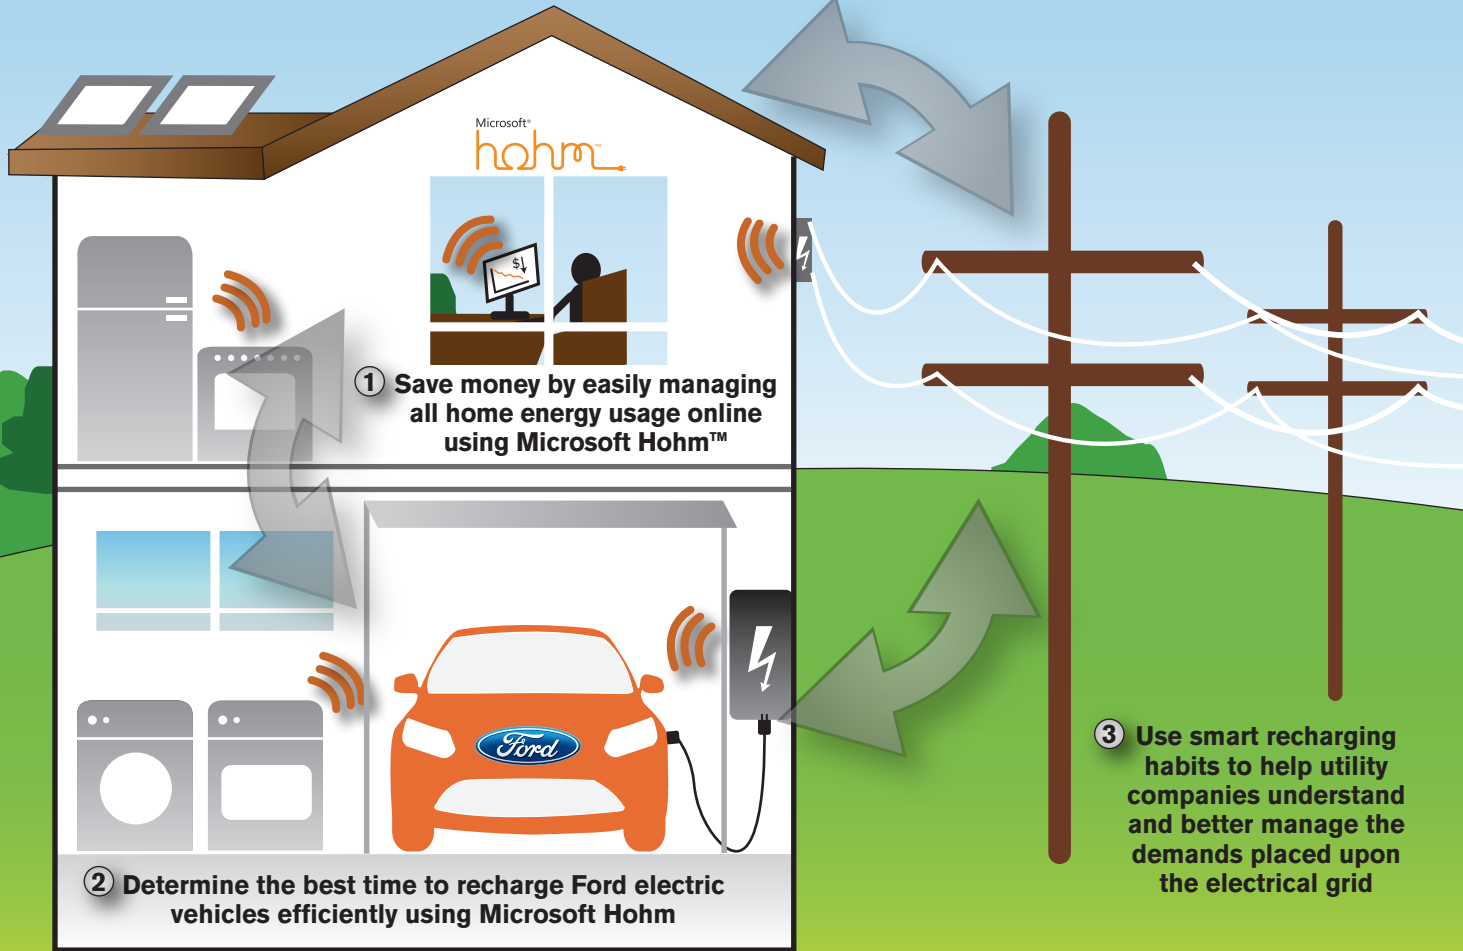 Microsoft®
hohm™
$
① Save money by easily managing
all home energy usage online
using Microsoft Hohm™
Ford
② Determine the best time to recharge Ford electric
vehicles efficiently using Microsoft Hohm
③ Use smart recharging
habits to help utility
companies understand
and better manage the
demands placed upon
the electrical grid